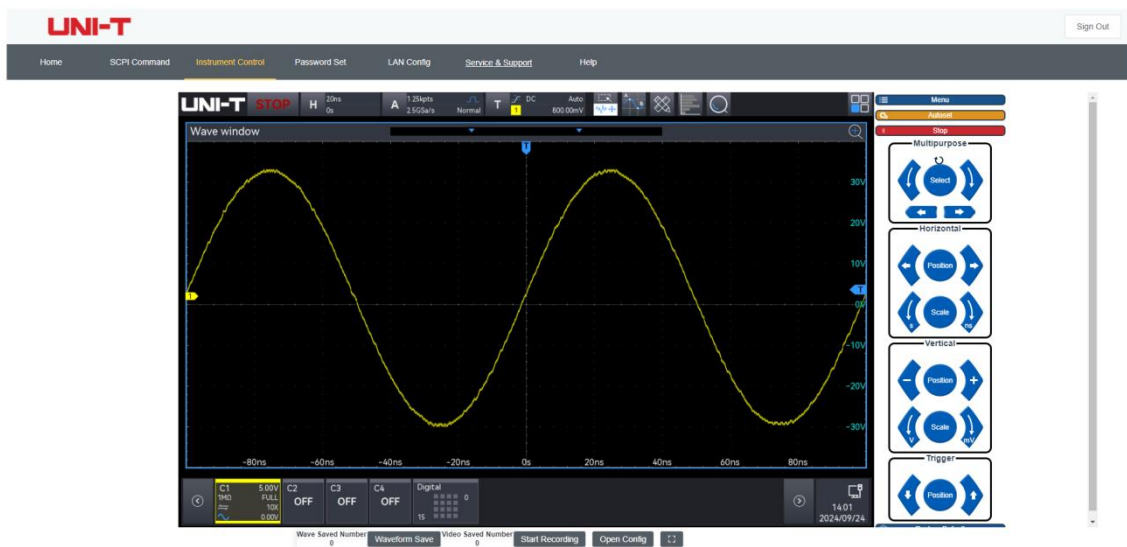 UNI-T
Sign Out
Home SCPI Command Instrument Control Password Set LAN Config Service & Support Help
UNI-T STOP H 20ns 0s A 1.25kpts 2.5GSa/s Normal T 1 DC Auto 600.00mV
Wave window
T
30V
20V
10V
1
T
0V
-10V
-20V
-30V
-80ns -60ns -40ns -20ns 0s 20ns 40ns 60ns 80ns
C1 5.00V
1MΩ FULL
10X
0.00V
C2
OFF
C3
OFF
C4
OFF
Digital
0
15
14:01
2024/09/24
Menu
Autoset
Stop
Multipurpose
Select
Horizontal
Position
Scale
s ns
Vertical
Position
Scale
V mV
Trigger
Position
Wave Saved Number
0
Waveform Save
Video Saved Number
0
Start Recording
Open Config